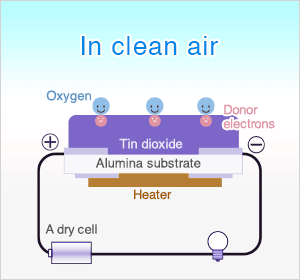 In clean air
Oxygen
Donor
electrons
+
Tin dioxide
−
Alumina substrate
Heater
A dry cell